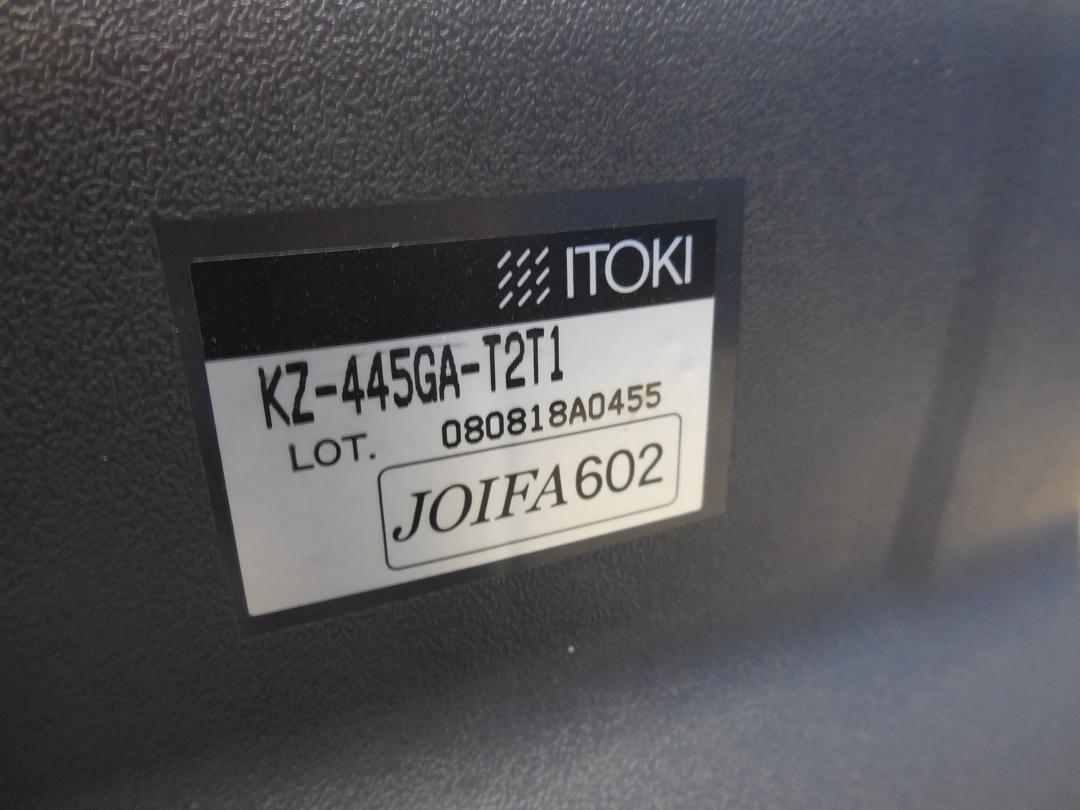 ITOKI
KZ-445GA-T2T1
LOT. 080818A0455
JOIFA602